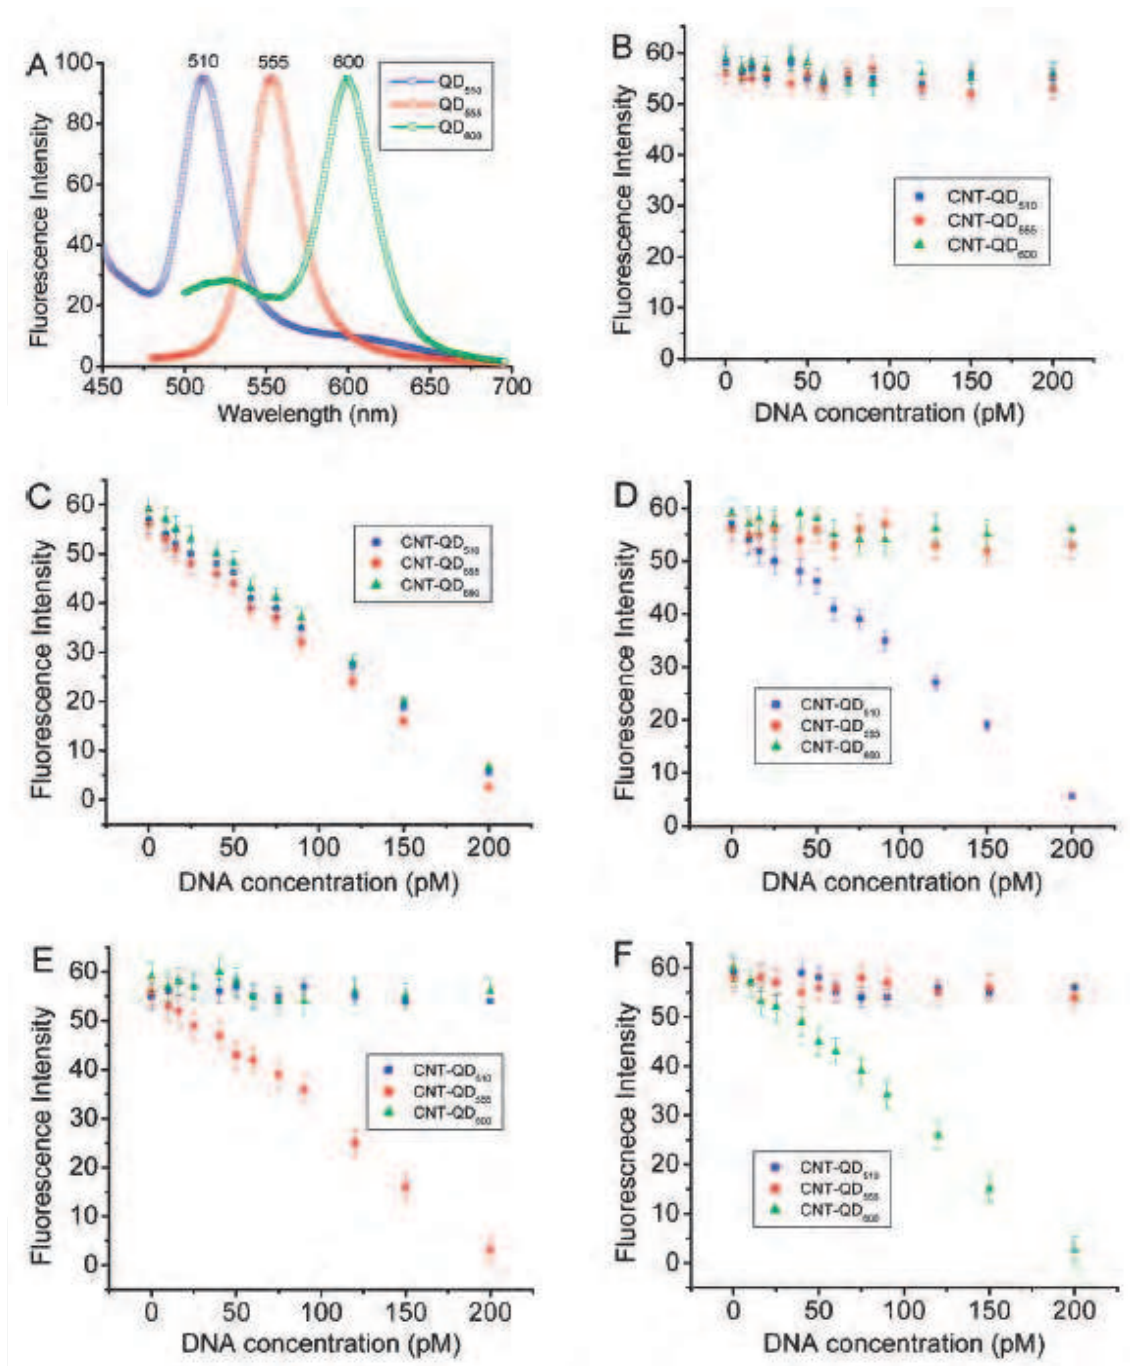 A
510 555 600
Fluorescence Intensity
100
80
60
40
20
0
QD510
QD555
QD600
450 500 550 600 650 700
Wavelength (nm)
B
Fluorescence Intensity
60
50
40
30
20
10
0
CNT-QD510
CNT-QD555
CNT-QD600
0 50 100 150 200
DNA concentration (pM)
C
Fluorescence Intensity
60
50
40
30
20
10
0
CNT-QD510
CNT-QD555
CNT-QD600
0 50 100 150 200
DNA concentration (pM)
D
Fluorescence Intensity
60
50
40
30
20
10
0
CNT-QD510
CNT-QD555
CNT-QD600
0 50 100 150 200
DNA concentration (pM)
E
Fluorescence Intensity
60
50
40
30
20
10
0
CNT-QD510
CNT-QD555
CNT-QD600
0 50 100 150 200
DNA concentration (pM)
F
Fluorescnece Intensity
60
50
40
30
20
10
0
CNT-QD510
CNT-QD555
CNT-QD600
0 50 100 150 200
DNA concentration (pM)